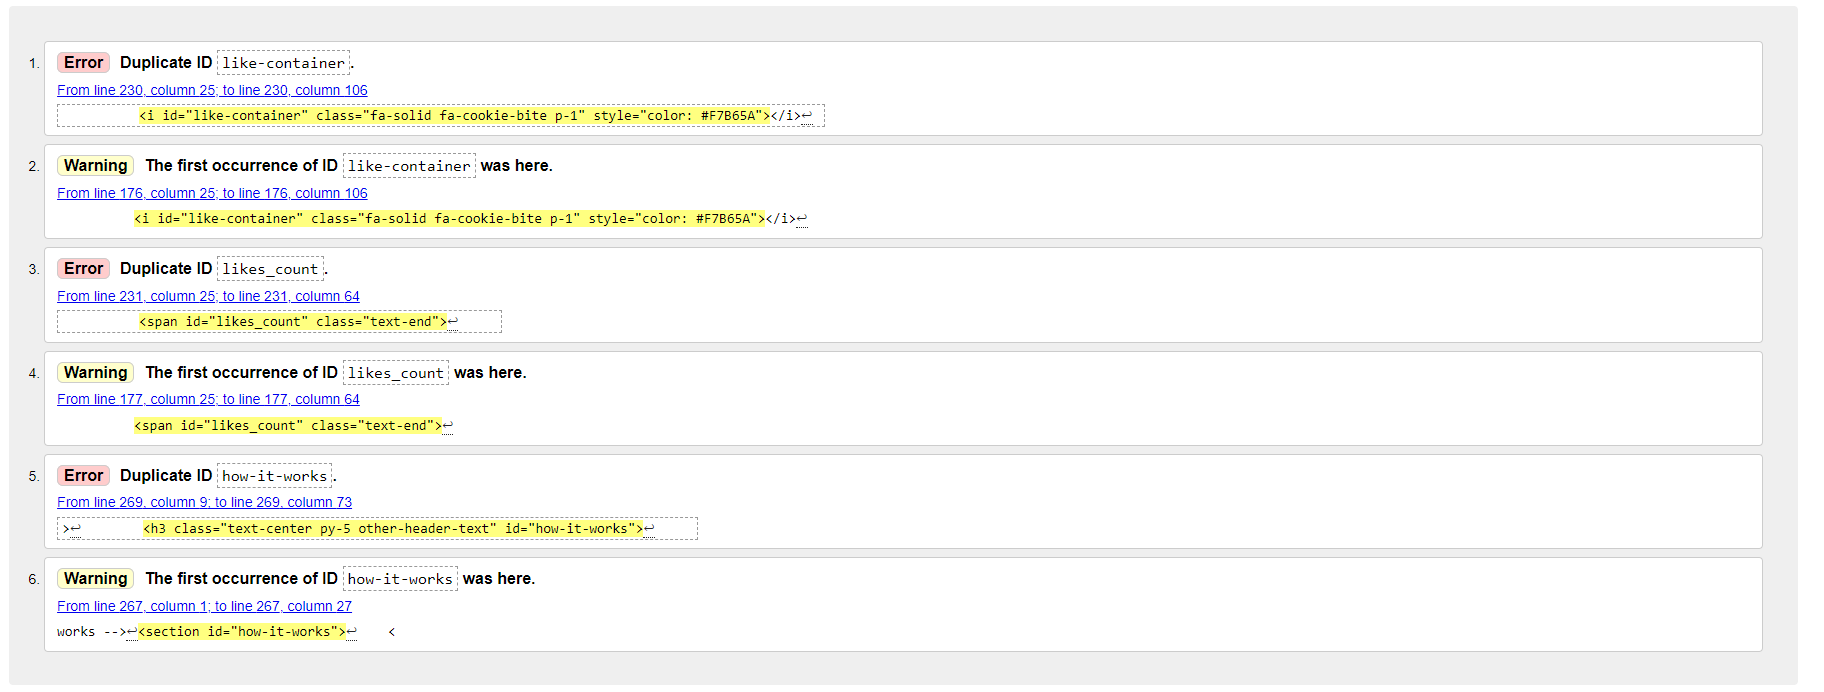 1. Error Duplicate ID like-container.
From line 230, column 25; to line 230, column 106
<i id="like-container" class="fa-solid fa-cookie-bite p-1" style="color: #F7B65A"></i>↩
2. Warning The first occurrence of ID like-container was here.
From line 176, column 25; to line 176, column 106
<i id="like-container" class="fa-solid fa-cookie-bite p-1" style="color: #F7B65A"></i>↩
3. Error Duplicate ID likes_count.
From line 231, column 25; to line 231, column 64
<span id="likes_count" class="text-end">↩
4. Warning The first occurrence of ID likes_count was here.
From line 177, column 25; to line 177, column 64
<span id="likes_count" class="text-end">↩
5. Error Duplicate ID how-it-works.
From line 269, column 9; to line 269, column 73
>↩ <h3 class="text-center py-5 other-header-text" id="how-it-works">↩
6. Warning The first occurrence of ID how-it-works was here.
From line 267, column 1; to line 267, column 27
works -->↩<section id="how-it-works">↩ <